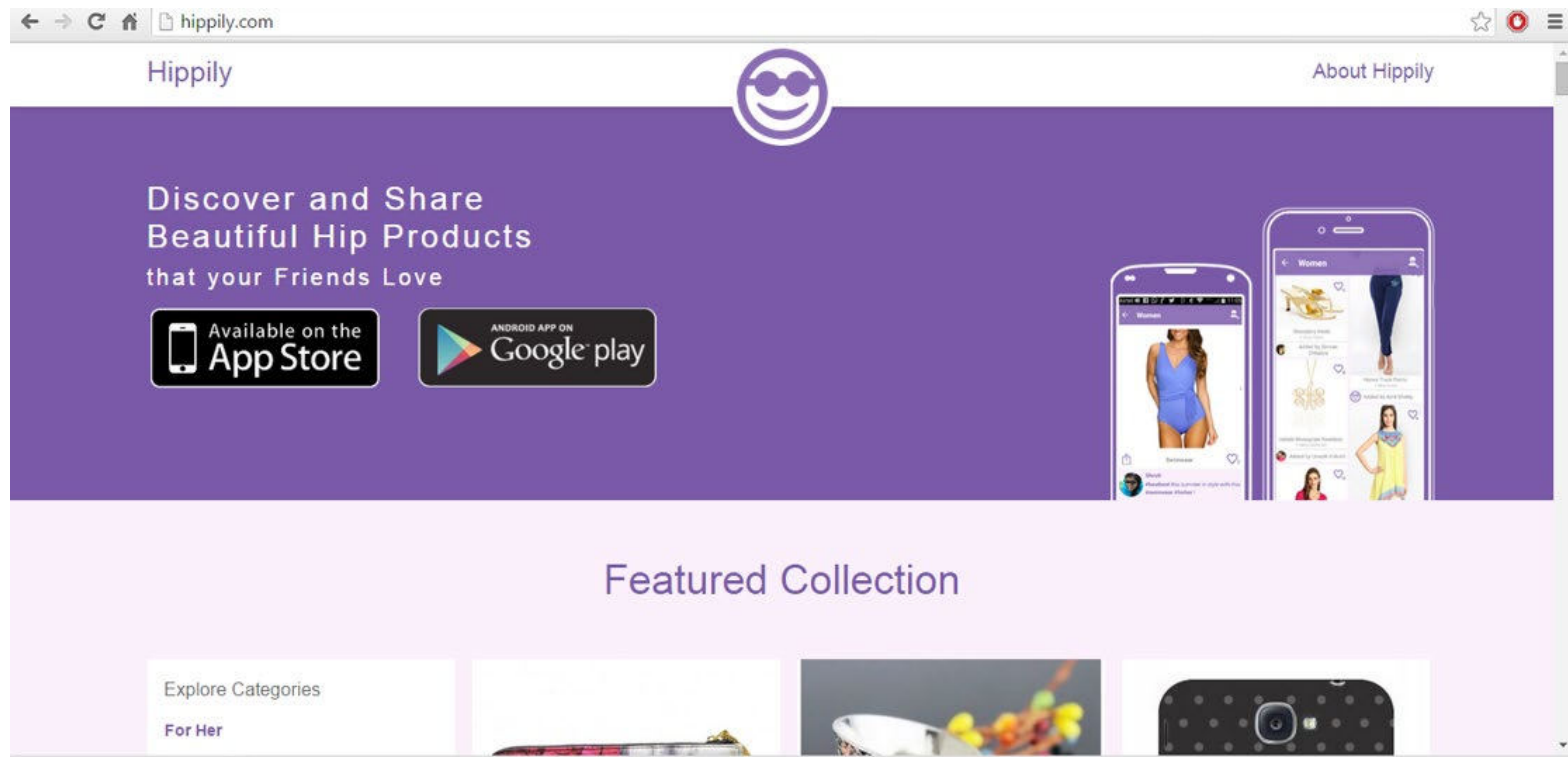 hippily.com
Hippily
About Hippily
Discover and Share
Beautiful Hip Products
that your Friends Love
Available on the
App Store
ANDROID APP ON
Google play
Women
Swimwear
Women
Featured Collection
Explore Categories
For Her